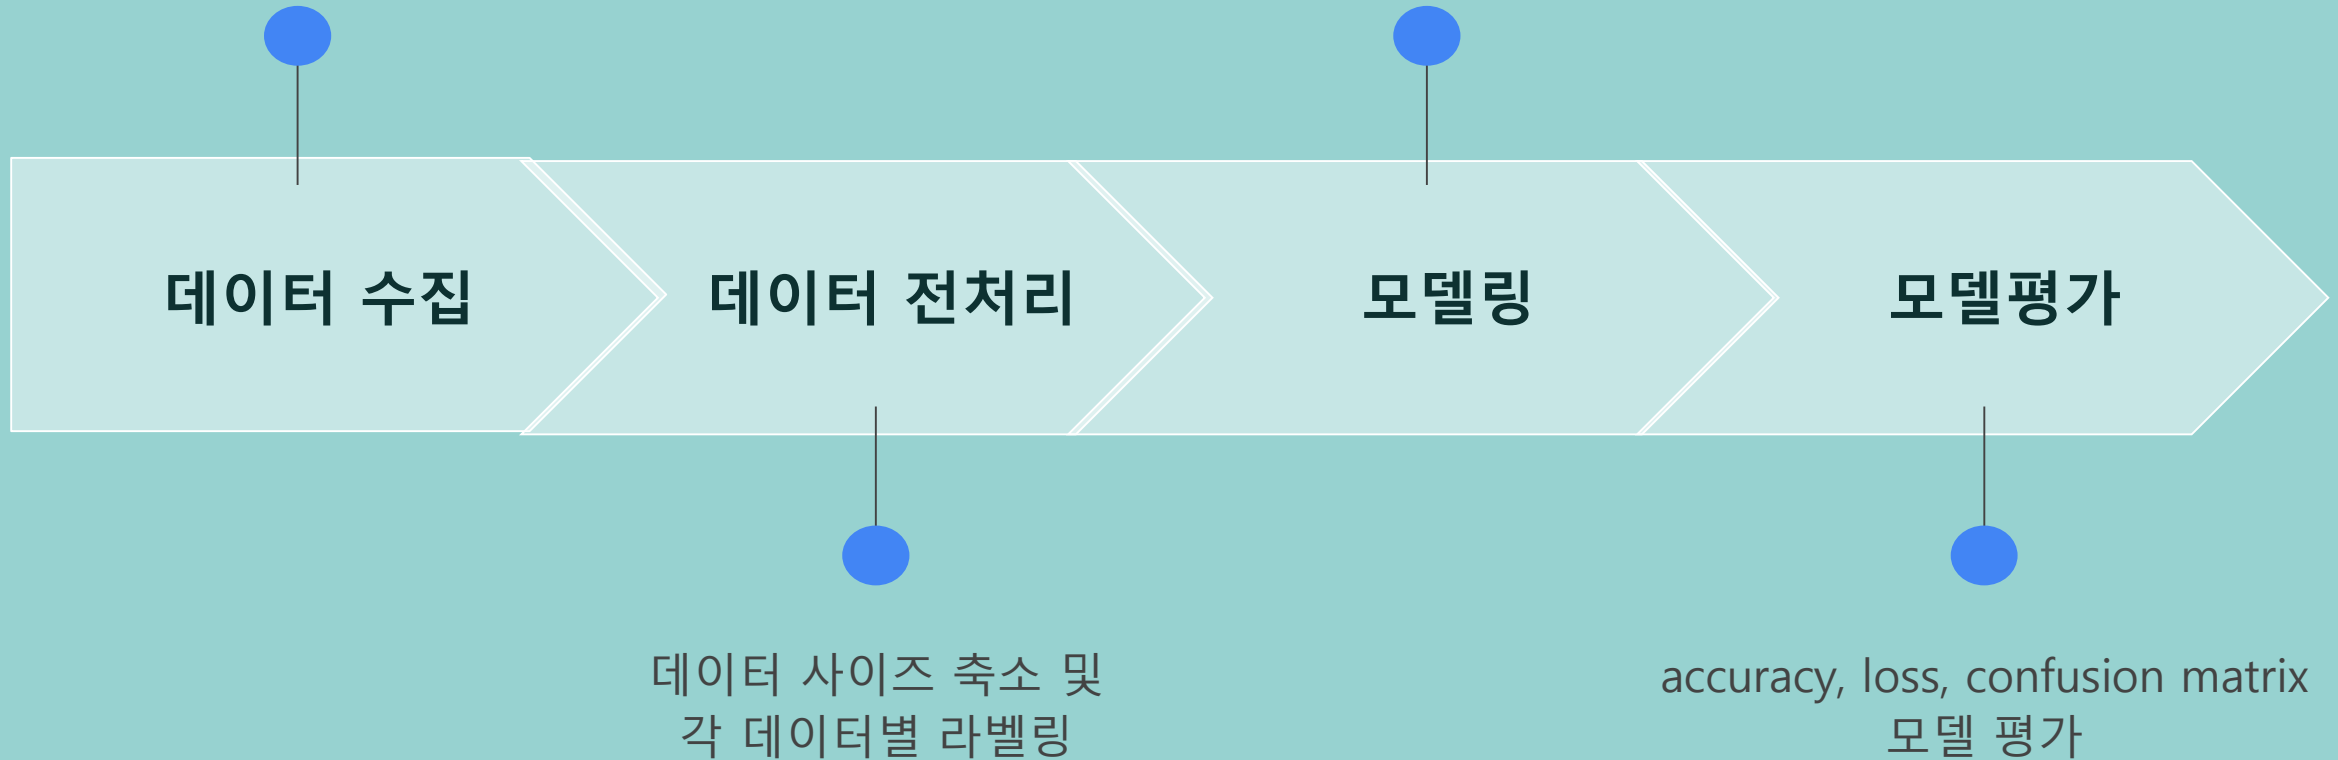 데이터 수집
데이터 전처리
모델링
모델평가
데이터 사이즈 축소 및
각 데이터별 라벨링
accuracy, loss, confusion matrix
모델 평가